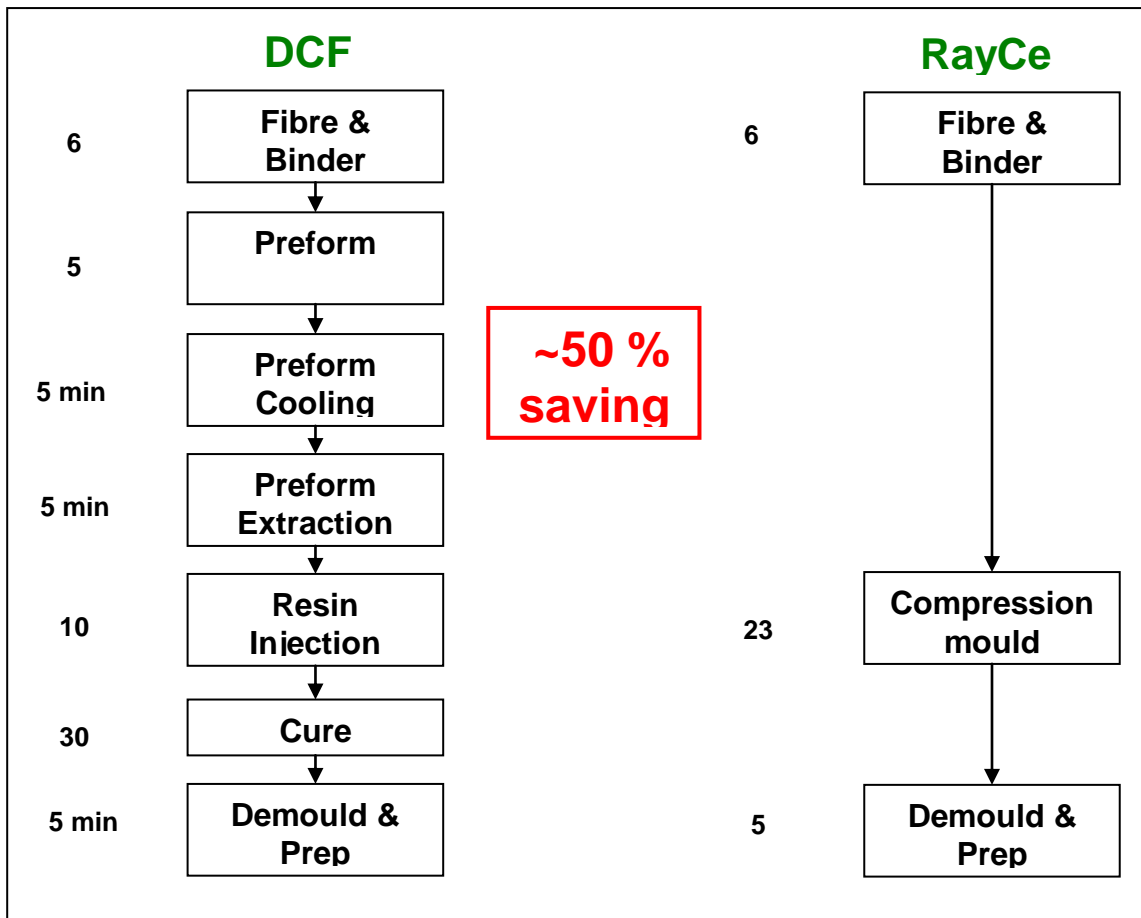 DCF
6
Fibre &
Binder
5
Preform
5 min
Preform
Cooling
5 min
Preform
Extraction
10
Resin
Injection
30
Cure
5 min
Demould &
Prep
~50 %
saving
RayCe
6
Fibre &
Binder
23
Compression
mould
5
Demould &
Prep